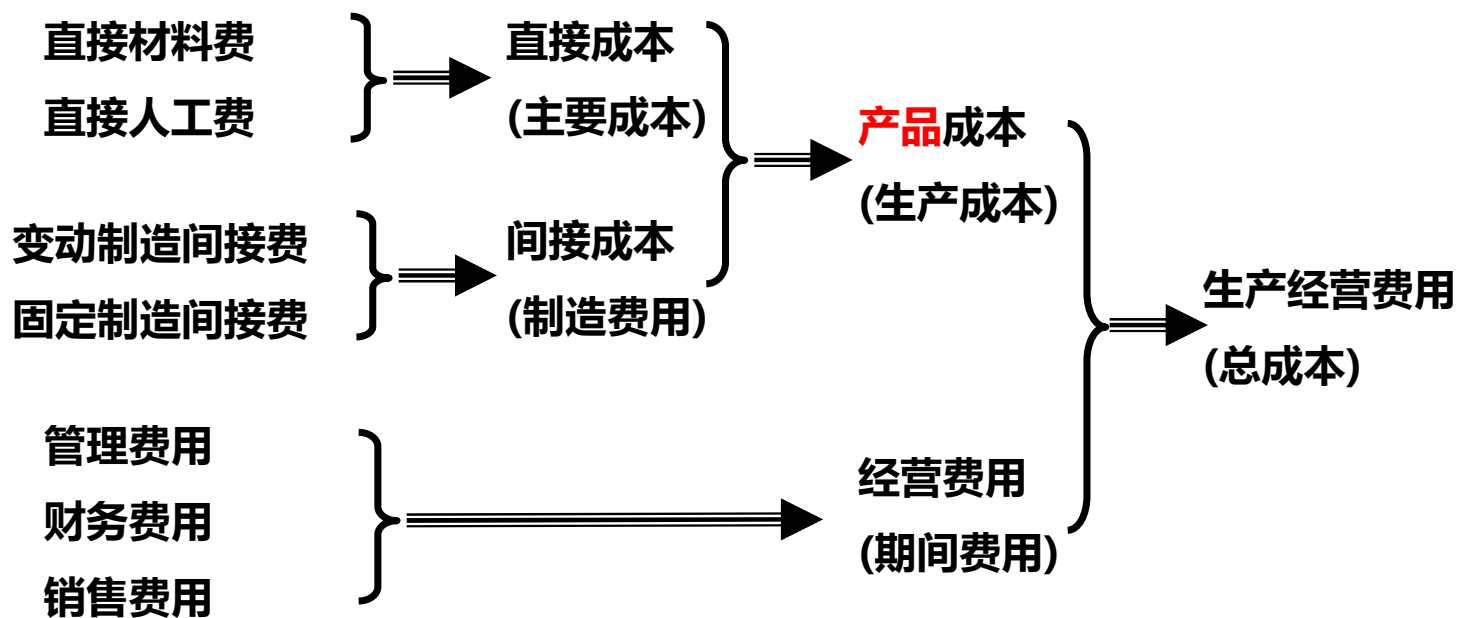 直接材料费
直接人工费
直接成本
(主要成本)
变动制造间接费
固定制造间接费
间接成本
(制造费用)
产品成本
(生产成本)
管理费用
财务费用
销售费用
经营费用
(期间费用)
生产经营费用
(总成本)